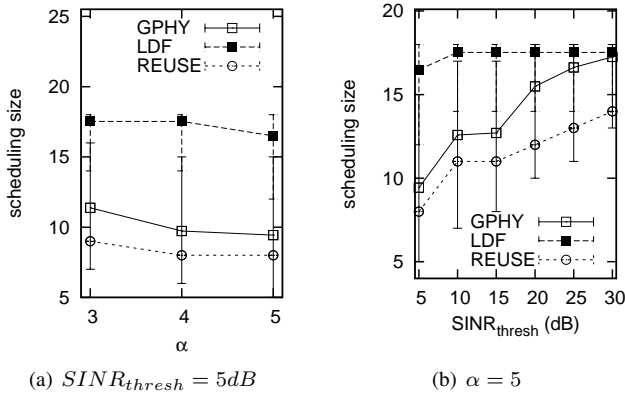 25
20
15
10
5
scheduling size
GPHY
LDF
REUSE
3
4
5
α
(a) SINR_thresh = 5dB
20
15
10
5
scheduling size
GPHY
LDF
REUSE
5 10 15 20 25 30
SINR_thresh (dB)
(b) α = 5